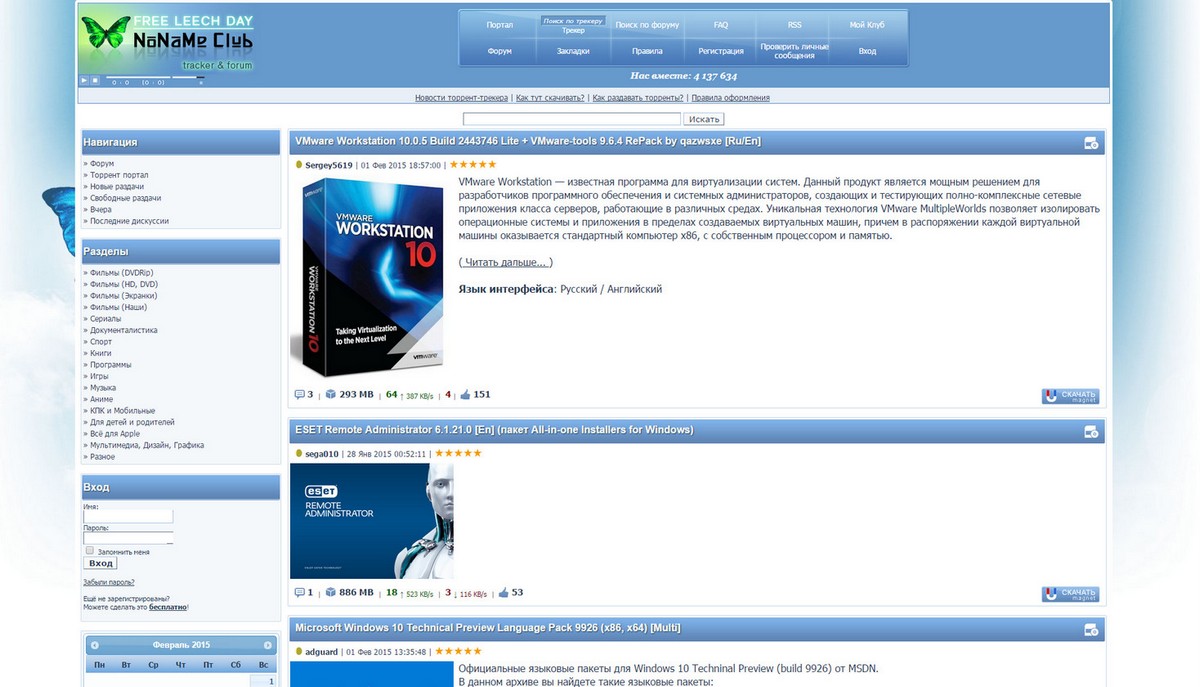 FREE LEECH DAY
NoNaMe Club
tracker & forum
Портал
Поиск по трекеру
Трекер
Поиск по форуму
FAQ
RSS
Мой Клуб
Форум
Закладки
Правила
Регистрация
Проверить личные
сообщения
Вход
Нас вместе: 4 137 634
Новости торрент-трекера | Как тут скачивать? | Как раздавать торренты? | Правила оформления
Искать
Навигация
» Форум
» Торрент портал
» Новые раздачи
» Свободные раздачи
» Вчера
» Последние дискуссии
Разделы
» Фильмы (DVDRip)
» Фильмы (HD, DVD)
» Фильмы (Экранки)
» Фильмы (Наши)
» Сериалы
» Документалистика
» Спорт
» Книги
» Программы
» Игры
» Музыка
» Аниме
» КПК и Мобильные
» Для детей и родителей
» Всё для Apple
» Мультимедиа, Дизайн, Графика
» Разное
Вход
Имя:
Пароль:
Запомнить меня
Вход
Забыли пароль?
Ещё не зарегистрированы?
Можете сделать это бесплатно!
Февраль 2015
Пн Вт Ср Чт Пт Сб Вс
1
VMware Workstation 10.0.5 Build 2443746 Lite + VMware-tools 9.6.4 RePack by qazwsxe [Ru/En]
Sergey5619 | 01 Фев 2015 18:57:00 | ★★★★★
vmware
VMWARE
WORKSTATION
10
VMWARE WORKSTATION 10
Taking Virtualization
to the Next Level
vmware
VMware Workstation — известная программа для виртуализации систем. Данный продукт является мощным решением для
разработчиков программного обеспечения и системных администраторов, создающих и тестирующих полно-комплексные сетевые
приложения класса серверов, работающие в различных средах. Уникальная технология VMware MultipleWorlds позволяет изолировать
операционные системы и приложения в пределах создаваемых виртуальных машин, причем в распоряжении каждой виртуальной
машины оказывается стандартный компьютер x86, с собственным процессором и памятью.
( Читать дальше... )
Язык интерфейса: Русский / Английский
3 | 293 MB | 64 ↑ 387 KB/s | 4 | 151
СКАЧАТЬ
magnet
ESET Remote Administrator 6.1.21.0 [En] (пакет All-in-one Installers for Windows)
sega010 | 28 Янв 2015 00:52:11 | ★★★★★
eset
REMOTE
ADMINISTRATOR
1 | 886 MB | 18 ↑ 523 KB/s | 3 ↓ 116 KB/s | 53
СКАЧАТЬ
magnet
Microsoft Windows 10 Technical Preview Language Pack 9926 (x86, x64) [Multi]
adguard | 01 Фев 2015 13:35:48 | ★★★★★
Официальные языковые пакеты для Windows 10 Techninal Preview (build 9926) от MSDN.
В данном архиве вы найдете такие языковые пакеты: